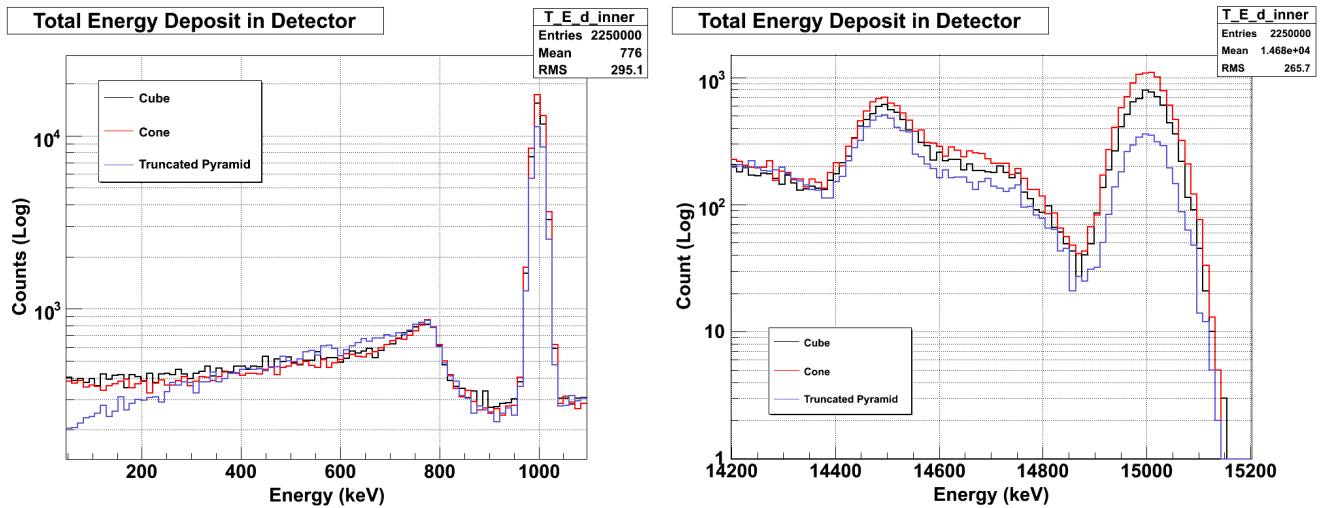 Total Energy Deposit in Detector
T_E_d_inner
Entries 2250000
Mean 776
RMS 295.1
Cube
Cone
Truncated Pyramid
10^4
10^3
Counts (Log)
200 400 600 800 1000
Energy (keV)
Total Energy Deposit in Detector
T_E_d_inner
Entries 2250000
Mean 1.468e+04
RMS 265.7
10^3
10^2
10
1
Count (Log)
Cube
Cone
Truncated Pyramid
14200 14400 14600 14800 15000 15200
Energy (keV)